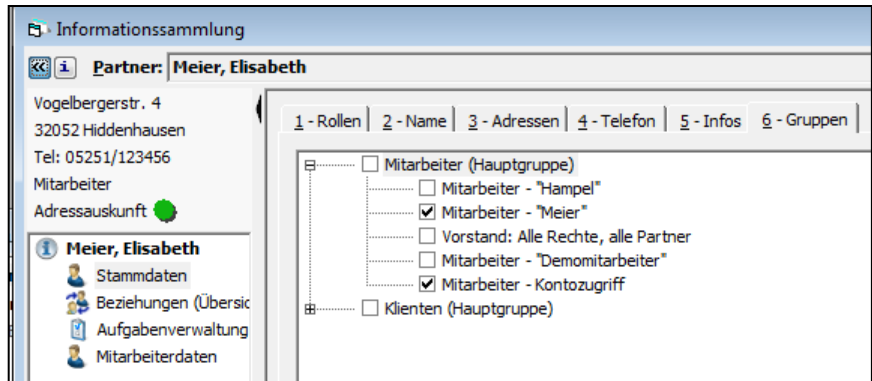 Informationssammlung
Partner: Meier, Elisabeth
Vogelbergerstr. 4
32052 Hiddenhausen
Tel: 05251/123456
Mitarbeiter
Adressauskunft
Meier, Elisabeth
Stammdaten
Beziehungen (Übersic
Aufgabenverwaltung
Mitarbeiterdaten
1 - Rollen 2 - Name 3 - Adressen 4 - Telefon 5 - Infos 6 - Gruppen
Mitarbeiter (Hauptgruppe)
Mitarbeiter - "Hampel"
Mitarbeiter - "Meier"
Vorstand: Alle Rechte, alle Partner
Mitarbeiter - "Demomitarbeiter"
Mitarbeiter - Kontozugriff
Klienten (Hauptgruppe)